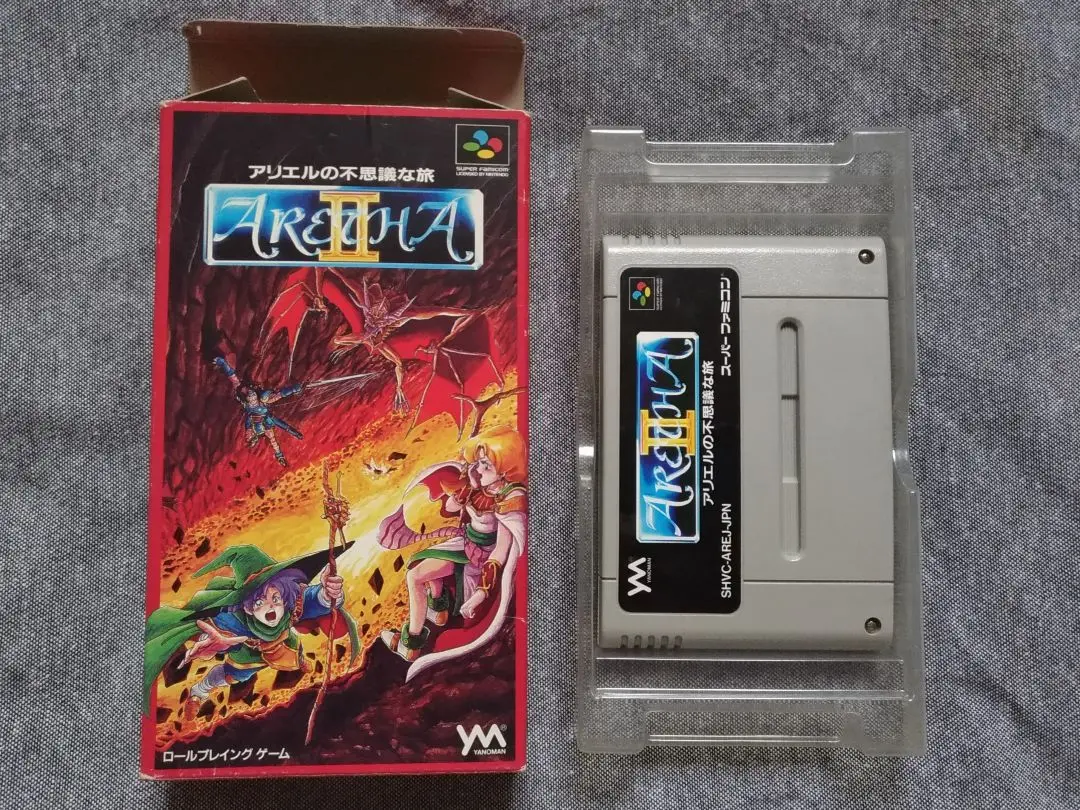 SUPER FAMICOM
LICENSED BY NINTENDO
アリエルの不思議な旅
ARETHA
II
YM®
YANOMAN
ロールプレイング ゲーム
スーパーファミコン
ARETHA
II
アリエルの不思議な旅
SHVC-AREJ-JPN
YM
YANOMAN